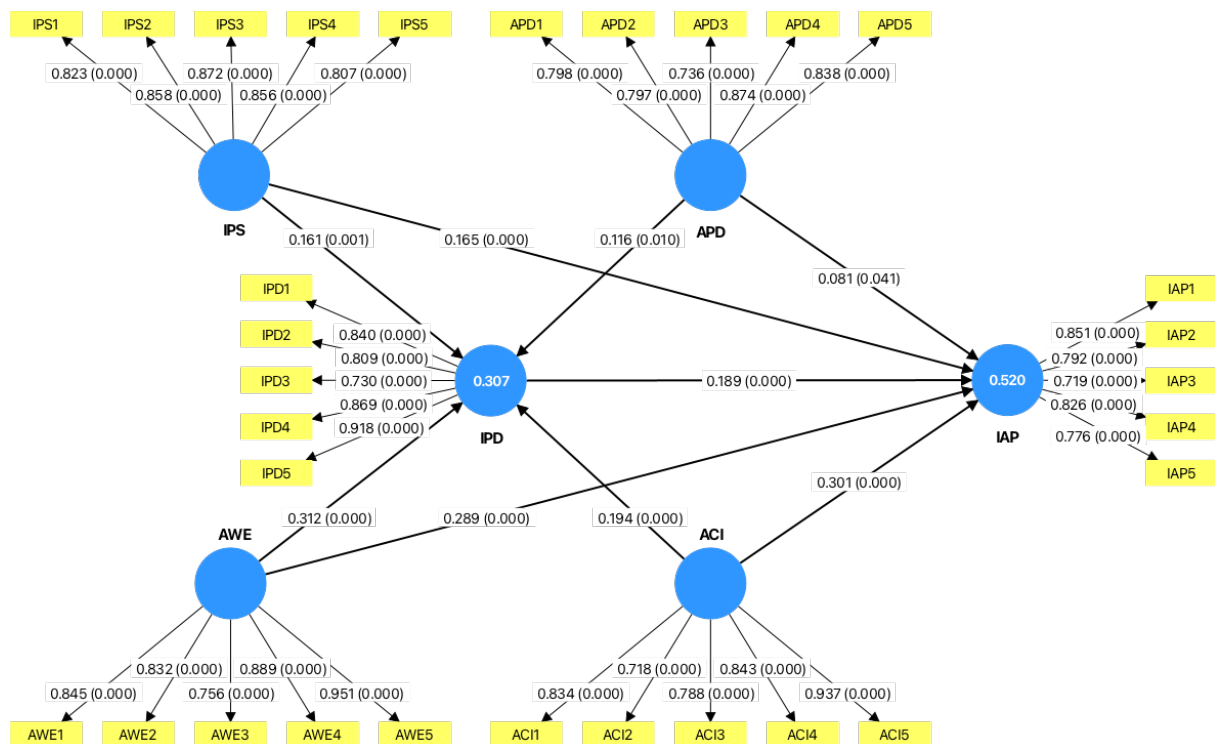 IPS1 IPS2 IPS3 IPS4 IPS5 APD1 APD2 APD3 APD4 APD5
0.823 (0.000) 0.872 (0.000) 0.807 (0.000) 0.798 (0.000) 0.736 (0.000) 0.838 (0.000)
0.858 (0.000) 0.856 (0.000) 0.797 (0.000) 0.874 (0.000)
IPS APD
0.161 (0.001) 0.165 (0.000) 0.116 (0.010)
0.081 (0.041)
IPD1 IAP1
0.840 (0.000) 0.851 (0.000)
IPD2 IAP2
0.809 (0.000) 0.792 (0.000)
IPD3 0.730 (0.000) 0.307 0.189 (0.000) 0.520 0.719 (0.000) IAP3
0.869 (0.000) 0.826 (0.000)
IPD4 IAP4
0.918 (0.000) 0.776 (0.000)
IPD IAP
IPD5 IAP5
0.301 (0.000)
0.312 (0.000) 0.289 (0.000) 0.194 (0.000)
AWE ACI
0.832 (0.000) 0.889 (0.000) 0.718 (0.000) 0.843 (0.000)
0.845 (0.000) 0.756 (0.000) 0.951 (0.000) 0.834 (0.000) 0.788 (0.000) 0.937 (0.000)
AWE1 AWE2 AWE3 AWE4 AWE5 ACI1 ACI2 ACI3 ACI4 ACI5